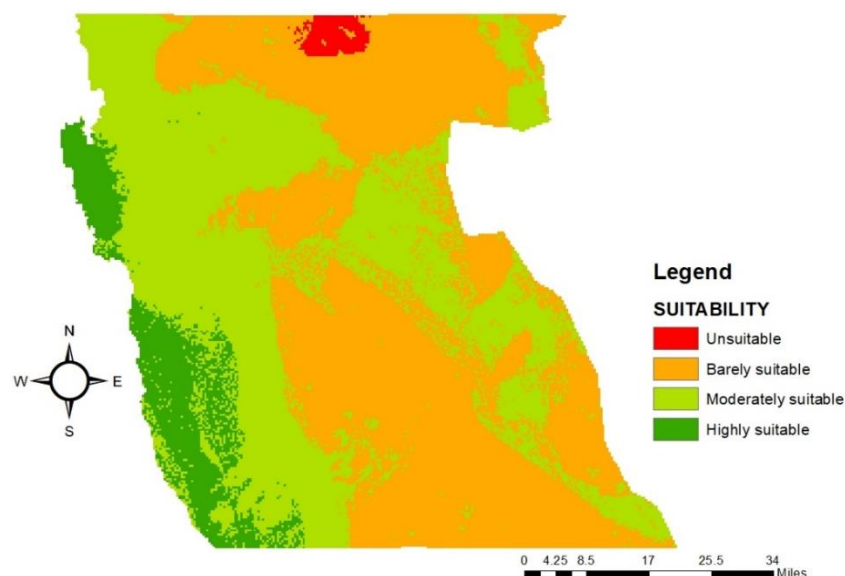 Legend
SUITABILITY
Unsuitable
Barely suitable
Moderately suitable
Highly suitable
N
W E
S
0 4.25 8.5 17 25.5 34
Miles